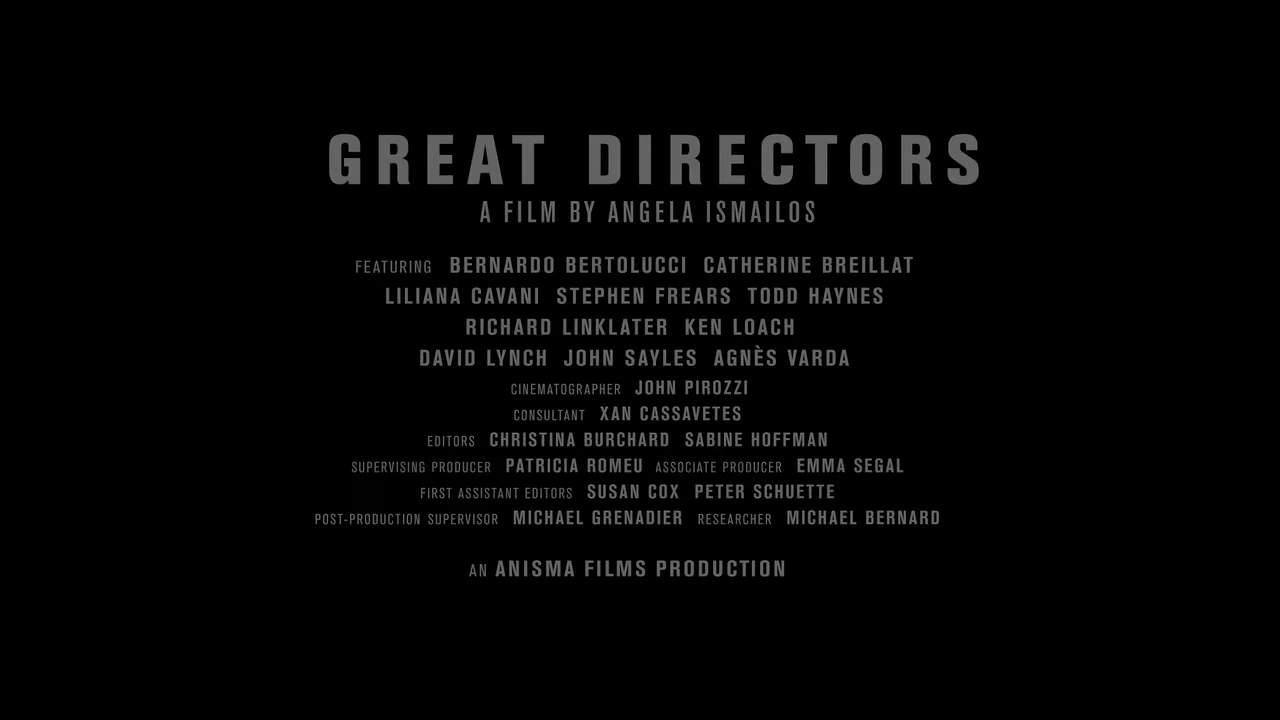 GREAT DIRECTORS
A FILM BY ANGELA ISMAILOS
FEATURING BERNARDO BERTOLUCCI CATHERINE BREILLAT
LILIANA CAVANI STEPHEN FREARS TODD HAYNES
RICHARD LINKLATER KEN LOACH
DAVID LYNCH JOHN SAYLES AGNÈS VARDA
CINEMATOGRAPHER JOHN PIROZZI
CONSULTANT XAN CASSAVETES
EDITORS CHRISTINA BURCHARD SABINE HOFFMAN
SUPERVISING PRODUCER PATRICIA ROMEU ASSOCIATE PRODUCER EMMA SEGAL
FIRST ASSISTANT EDITORS SUSAN COX PETER SCHUETTE
POST-PRODUCTION SUPERVISOR MICHAEL GRENADIER RESEARCHER MICHAEL BERNARD
AN ANISMA FILMS PRODUCTION